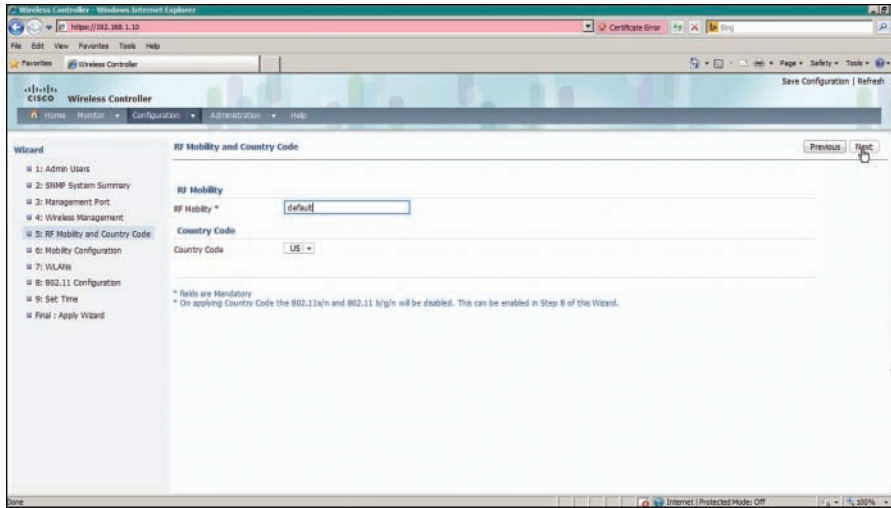 Wireless Controller - Windows Internet Explorer
https://192.168.1.10
Certificate Error
Bing
File Edit View Favorites Tools Help
Favorites Wireless Controller
Page Safety Tools
Save Configuration | Refresh
CISCO Wireless Controller
Home Monitor Configuration Administration Help
Wizard
1: Admin Users
2: SNMP System Summary
3: Management Port
4: Wireless Management
5: RF Mobility and Country Code
6: Mobility Configuration
7: WLANs
8: 802.11 Configuration
9: Set Time
Final : Apply Wizard
RF Mobility and Country Code
Previous Next
RF Mobility
RF Mobility * default
Country Code
Country Code US
* fields are Mandatory
* On applying Country Code the 802.11a/n and 802.11 b/g/n will be disabled. This can be enabled in Step 8 of this Wizard.
Done
Internet | Protected Mode: Off
100%